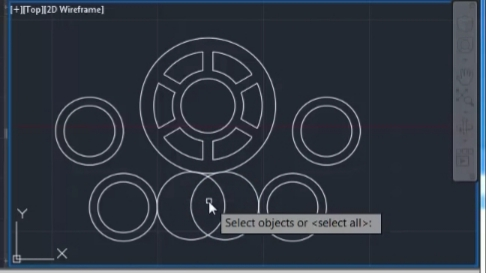 [+][Top][2D Wireframe]
Select objects or <select all>:
Y
X